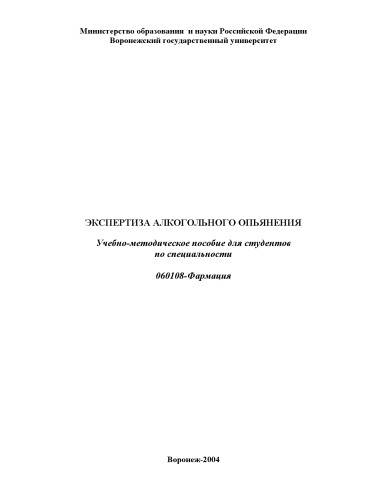 Министерство образования и науки Российской Федерации
Воронежский государственный университет
ЭКСПЕРТИЗА АЛКОГОЛЬНОГО ОПЬЯНЕНИЯ
Учебно-методическое пособие для студентов
по специальности
060108-Фармация
Воронеж-2004